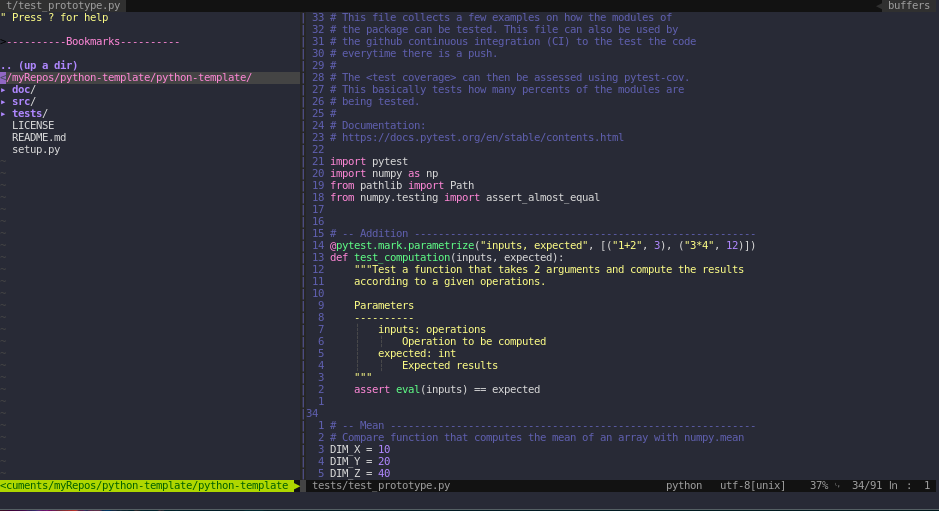 t/test_prototype.py
buffers
" Press ? for help
>----------Bookmarks----------
.. (up a dir)
</myRepos/python-template/python-template/
▸ doc/
▸ src/
▸ tests/
LICENSE
README.md
setup.py
<cuments/myRepos/python-template/python-template
33 # This file collects a few examples on how the modules of
32 # the package can be tested. This file can also be used by
31 # the github continuous integration (CI) to the test the code
30 # everytime there is a push.
29 #
28 # The <test coverage> can then be assessed using pytest-cov.
27 # This basically tests how many percents of the modules are
26 # being tested.
25 #
24 # Documentation:
23 # https://docs.pytest.org/en/stable/contents.html
22
21 import pytest
20 import numpy as np
19 from pathlib import Path
18 from numpy.testing import assert_almost_equal
17
16
15 # -- Addition ---------------------------------------------------------
14 @pytest.mark.parametrize("inputs, expected", [("1+2", 3), ("3*4", 12)])
13 def test_computation(inputs, expected):
12     """Test a function that takes 2 arguments and compute the results
11     according to a given operations.
10
9     Parameters
8     ----------
7         inputs: operations
6             Operation to be computed
5         expected: int
4             Expected results
3     """
2     assert eval(inputs) == expected
1
34
1 # -- Mean -------------------------------------------------------------
2 # Compare function that computes the mean of an array with numpy.mean
3 DIM_X = 10
4 DIM_Y = 20
5 DIM_Z = 40
tests/test_prototype.py
python utf-8[unix] 37% 34/91 ln : 1